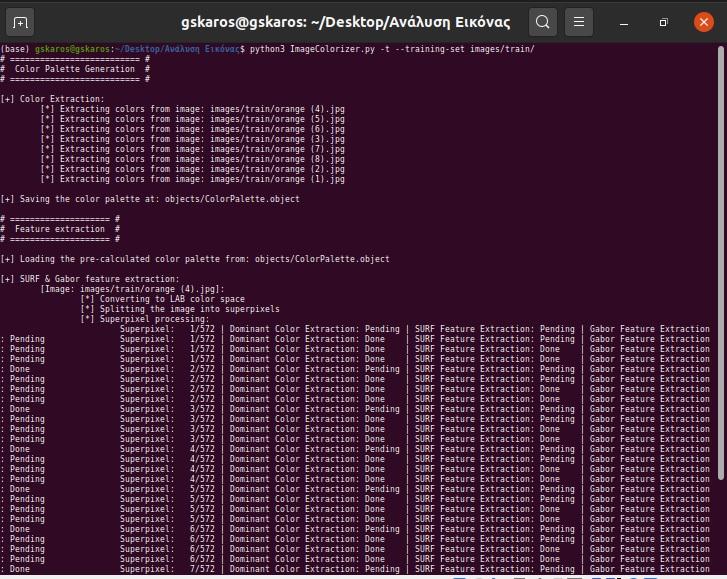 gskaros@gskaros: ~/Desktop/Ανάλυση Εικόνας
(base) gskaros@gskaros:~/Desktop/Ανάλυση Εικόνας$ python3 ImageColorizer.py -t --training-set images/train/
# ========================== #
#  Color Palette Generation  #
# ========================== #
[+] Color Extraction:
[*] Extracting colors from image: images/train/orange (4).jpg
[*] Extracting colors from image: images/train/orange (5).jpg
[*] Extracting colors from image: images/train/orange (6).jpg
[*] Extracting colors from image: images/train/orange (3).jpg
[*] Extracting colors from image: images/train/orange (7).jpg
[*] Extracting colors from image: images/train/orange (8).jpg
[*] Extracting colors from image: images/train/orange (2).jpg
[*] Extracting colors from image: images/train/orange (1).jpg
[+] Saving the color palette at: objects/ColorPalette.object
# ==================== #
#  Feature extraction  #
# ==================== #
[+] Loading the pre-calculated color palette from: objects/ColorPalette.object
[+] SURF & Gabor feature extraction:
[Image: images/train/orange (4).jpg]:
[*] Converting to LAB color space
[*] Splitting the image into superpixels
[*] Superpixel processing:
Superpixel:   1/572 | Dominant Color Extraction: Pending | SURF Feature Extraction: Pending | Gabor Feature Extraction
: Pending Superpixel:   1/572 | Dominant Color Extraction: Done    | SURF Feature Extraction: Pending | Gabor Feature Extraction
: Pending Superpixel:   1/572 | Dominant Color Extraction: Done    | SURF Feature Extraction: Done    | Gabor Feature Extraction
: Pending Superpixel:   1/572 | Dominant Color Extraction: Done    | SURF Feature Extraction: Done    | Gabor Feature Extraction
: Done Superpixel:   2/572 | Dominant Color Extraction: Pending | SURF Feature Extraction: Pending | Gabor Feature Extraction
: Pending Superpixel:   2/572 | Dominant Color Extraction: Done    | SURF Feature Extraction: Pending | Gabor Feature Extraction
: Pending Superpixel:   2/572 | Dominant Color Extraction: Done    | SURF Feature Extraction: Done    | Gabor Feature Extraction
: Pending Superpixel:   2/572 | Dominant Color Extraction: Done    | SURF Feature Extraction: Done    | Gabor Feature Extraction
: Done Superpixel:   3/572 | Dominant Color Extraction: Pending | SURF Feature Extraction: Pending | Gabor Feature Extraction
: Pending Superpixel:   3/572 | Dominant Color Extraction: Done    | SURF Feature Extraction: Pending | Gabor Feature Extraction
: Pending Superpixel:   3/572 | Dominant Color Extraction: Done    | SURF Feature Extraction: Done    | Gabor Feature Extraction
: Pending Superpixel:   3/572 | Dominant Color Extraction: Done    | SURF Feature Extraction: Done    | Gabor Feature Extraction
: Done Superpixel:   4/572 | Dominant Color Extraction: Pending | SURF Feature Extraction: Pending | Gabor Feature Extraction
: Pending Superpixel:   4/572 | Dominant Color Extraction: Done    | SURF Feature Extraction: Pending | Gabor Feature Extraction
: Pending Superpixel:   4/572 | Dominant Color Extraction: Done    | SURF Feature Extraction: Done    | Gabor Feature Extraction
: Pending Superpixel:   4/572 | Dominant Color Extraction: Done    | SURF Feature Extraction: Done    | Gabor Feature Extraction
: Done Superpixel:   5/572 | Dominant Color Extraction: Pending | SURF Feature Extraction: Pending | Gabor Feature Extraction
: Pending Superpixel:   5/572 | Dominant Color Extraction: Done    | SURF Feature Extraction: Pending | Gabor Feature Extraction
: Pending Superpixel:   5/572 | Dominant Color Extraction: Done    | SURF Feature Extraction: Done    | Gabor Feature Extraction
: Pending Superpixel:   5/572 | Dominant Color Extraction: Done    | SURF Feature Extraction: Done    | Gabor Feature Extraction
: Done Superpixel:   6/572 | Dominant Color Extraction: Pending | SURF Feature Extraction: Pending | Gabor Feature Extraction
: Pending Superpixel:   6/572 | Dominant Color Extraction: Done    | SURF Feature Extraction: Pending | Gabor Feature Extraction
: Pending Superpixel:   6/572 | Dominant Color Extraction: Done    | SURF Feature Extraction: Done    | Gabor Feature Extraction
: Pending Superpixel:   6/572 | Dominant Color Extraction: Done    | SURF Feature Extraction: Done    | Gabor Feature Extraction
: Done Superpixel:   7/572 | Dominant Color Extraction: Pending | SURF Feature Extraction: Pending | Gabor Feature Extraction